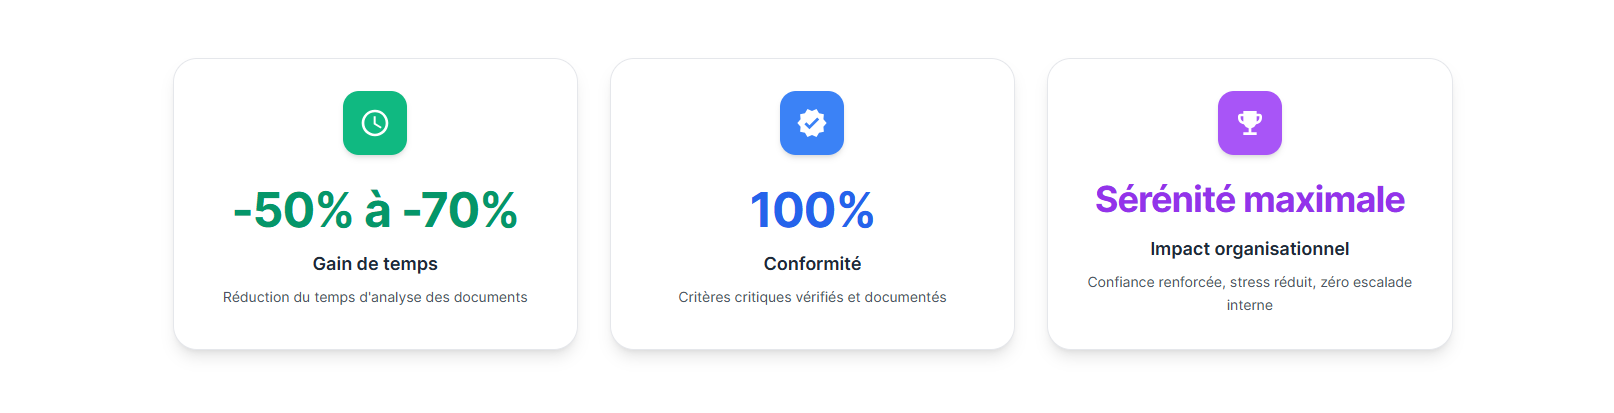 -50% à -70%
Gain de temps
Réduction du temps d'analyse des documents
100%
Conformité
Critères critiques vérifiés et documentés
Sérénité maximale
Impact organisationnel
Confiance renforcée, stress réduit, zéro escalade
interne